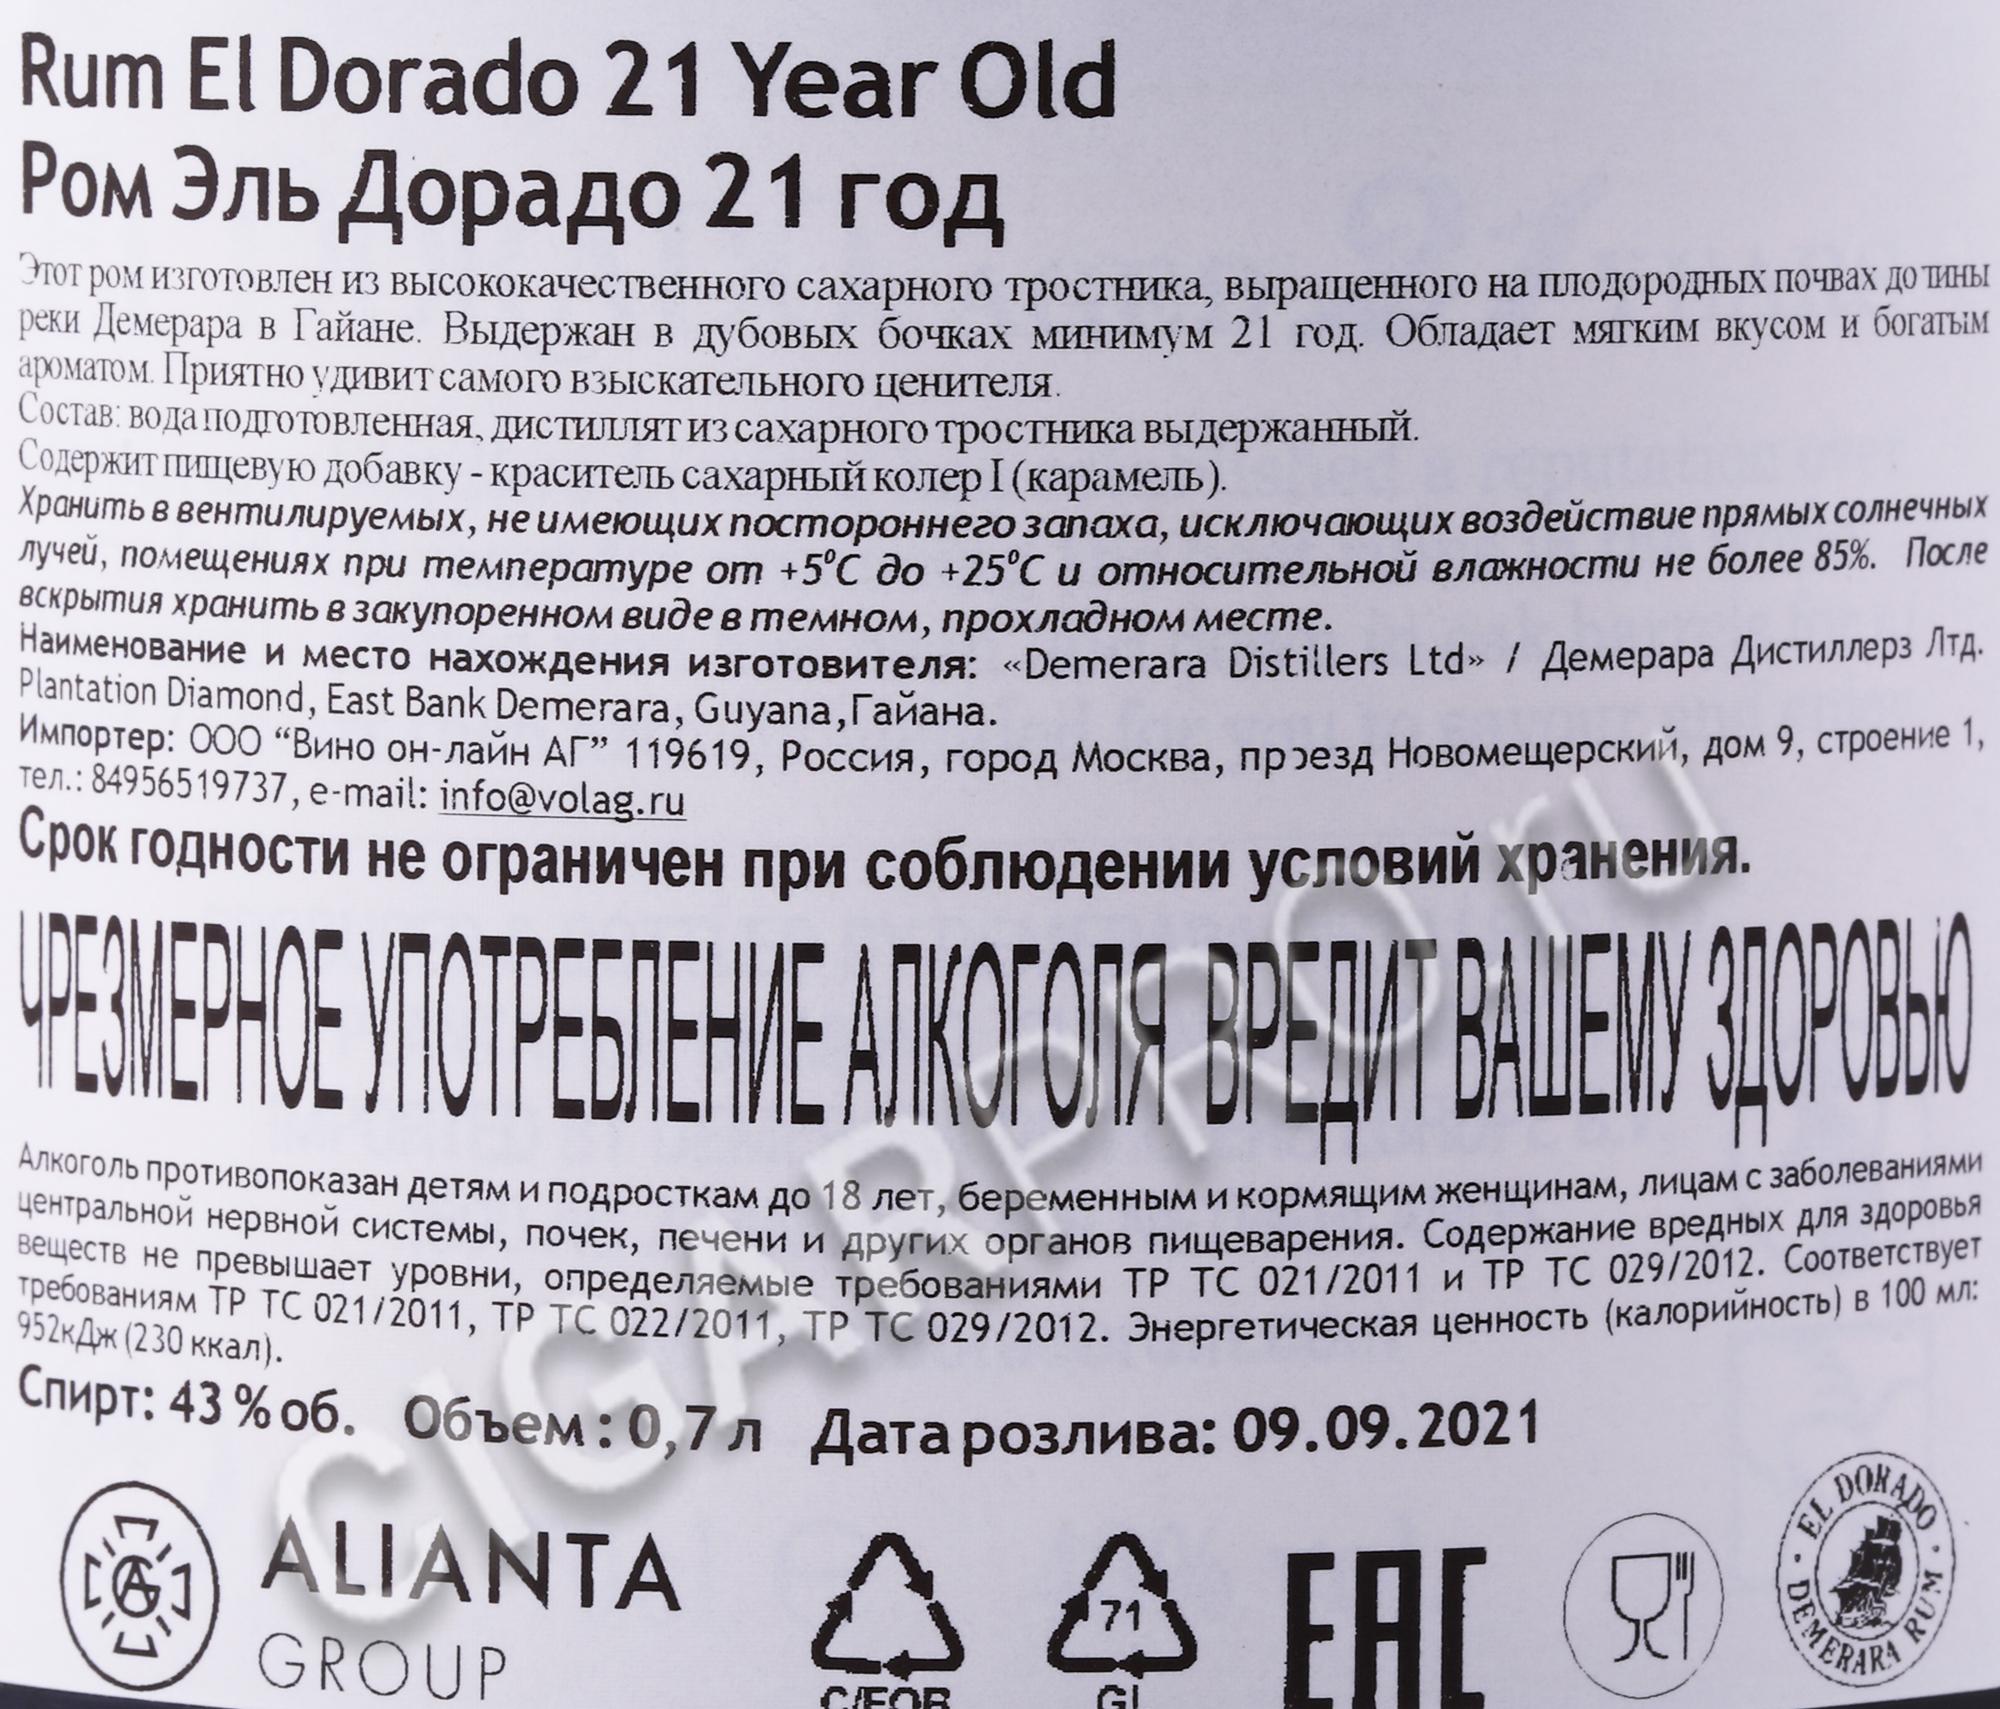 Rum El Dorado 21 Year Old
Ром Эль Дорадо 21 год
Этот ром изготовлен из высококачественного сахарного тростника, выращенного на плодородных почвах долины
реки Демерара в Гайане. Выдержан в дубовых бочках минимум 21 год. Обладает мягким вкусом и богатым
ароматом. Приятно удивит самого взыскательного ценителя.
Состав: вода подготовленная, дистиллят из сахарного тростника выдержанный.
Содержит пищевую добавку - краситель сахарный колер I (карамель).
Хранить в вентилируемых, не имеющих постороннего запаха, исключающих воздействие прямых солнечных
лучей, помещениях при температуре от +5⁰С до +25⁰С и относительной влажности не более 85%. После
вскрытия хранить в закупоренном виде в темном, прохладном месте.
Наименование и место нахождения изготовителя: «Demerara Distillers Ltd» / Демерара Дистиллерз Лтд.
Plantation Diamond, East Bank Demerara, Guyana,Гайана.
Импортер: ООО “Вино он-лайн АГ” 119619, Россия, город Москва, проезд Новомещерский, дом 9, строение 1,
тел.: 84956519737, e-mail: info@volag.ru
Срок годности не ограничен при соблюдении условий хранения.
ЧРЕЗМЕРНОЕ УПОТРЕБЛЕНИЕ АЛКОГОЛЯ ВРЕДИТ ВАШЕМУ ЗДОРОВЬЮ
Алкоголь противопоказан детям и подросткам до 18 лет, беременным и кормящим женщинам, лицам с заболеваниями
центральной нервной системы, почек, печени и других органов пищеварения. Содержание вредных для здоровья
веществ не превышает уровни, определяемые требованиями ТР ТС 021/2011 и ТР ТС 029/2012. Соответствует
требованиям ТР ТС 021/2011, ТР ТС 022/2011, ТР ТС 029/2012. Энергетическая ценность (калорийность) в 100 мл:
952кДж (230 ккал).
Спирт: 43 % об. Объем : 0,7 л Дата розлива: 09.09.2021
CIGARPRO.ru
ALIANTA
GROUP
C/FOR
71
GL
EAC
EL DORADO
DEMERARA RUM